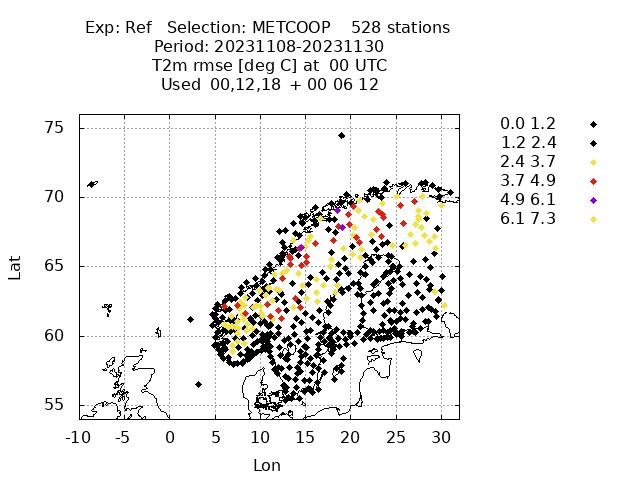 Exp: Ref   Selection: METCOOP    528 stations
Period: 20231108-20231130
T2m rmse [deg C] at  00 UTC
Used  00,12,18  + 00 06 12
0.0 1.2
1.2 2.4
2.4 3.7
3.7 4.9
4.9 6.1
6.1 7.3
75
70
65
60
55
Lat
-10 -5 0 5 10 15 20 25 30
Lon